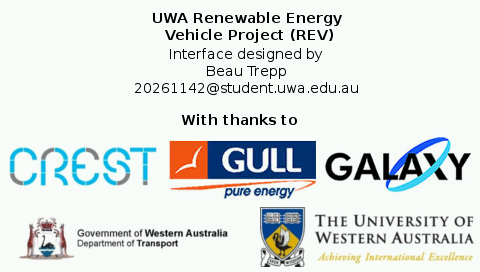 UWA Renewable Energy
Vehicle Project (REV)
Interface designed by
Beau Trepp
20261142@student.uwa.edu.au
With thanks to
CREST
GULL
pure energy
GALAXY
Government of Western Australia
Department of Transport
THE UNIVERSITY OF
WESTERN AUSTRALIA
Achieving International Excellence